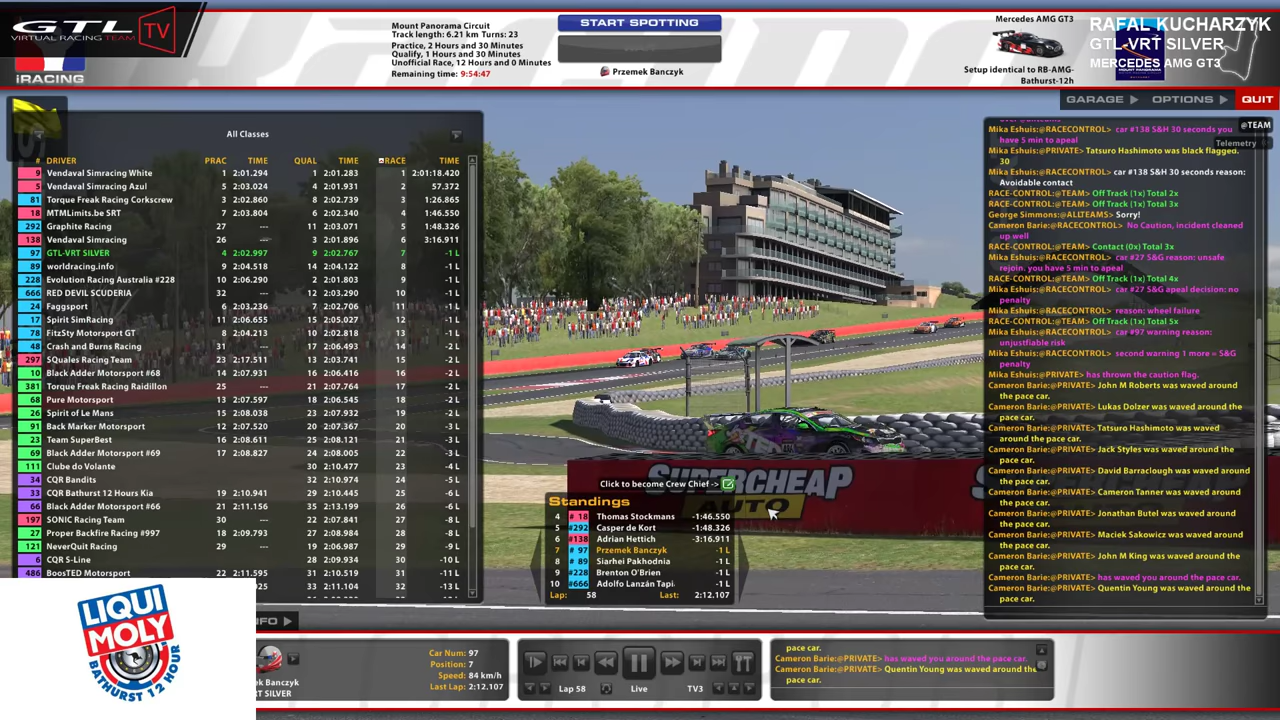 GTL TV
VIRTUAL RACING TEAM
iRACING
Mount Panorama Circuit
Track length: 6.21 km Turns: 23
Practice, 2 Hours and 30 Minutes
Qualify, 1 Hours and 30 Minutes
Unofficial Race, 12 Hours and 0 Minutes
Remaining time: 9:54:47
START SPOTTING
Przemek Banczyk
Mercedes AMG GT3
Setup identical to RB-AMG-
Bathurst-12h
RAFAL KUCHARZYK
GTL-VRT SILVER
MERCEDES AMG GT3
GARAGE OPTIONS QUIT
All Classes
# DRIVER PRAC TIME QUAL TIME RACE TIME
9 Vendaval Simracing White 1 2:01.294 1 2:01.283 1 2:01:18.420
5 Vendaval Simracing Azul 5 2:03.024 4 2:01.931 2 57.372
81 Torque Freak Racing Corkscrew 3 2:02.860 8 2:02.739 3 1:26.865
18 MTMLimits.be SRT 7 2:03.804 6 2:02.340 4 1:46.550
292 Graphite Racing 27 --- 11 2:03.071 5 1:48.326
138 Vendaval Simracing 26 --- 3 2:01.896 6 3:16.911
97 GTL-VRT SILVER 4 2:02.997 9 2:02.767 7 -1 L
89 worldracing.info 9 2:04.518 14 2:04.122 8 -1 L
228 Evolution Racing Australia #228 10 2:06.290 2 2:01.803 9 -1 L
666 RED DEVIL SCUDERIA 32 --- 12 2:03.290 10 -1 L
24 Faggsport 6 2:03.236 7 2:02.706 11 -1 L
17 Spirit SimRacing 11 2:06.655 15 2:05.027 12 -1 L
78 FitzSty Motorsport GT 8 2:04.213 10 2:02.818 13 -1 L
48 Crash and Burns Racing 31 --- 17 2:06.493 14 -2 L
297 SQuales Racing Team 23 2:17.511 13 2:03.741 15 -2 L
10 Black Adder Motorsport #68 14 2:07.931 16 2:06.416 16 -2 L
381 Torque Freak Racing Raidillon 25 --- 21 2:07.764 17 -2 L
68 Pure Motorsport 13 2:07.597 18 2:06.545 18 -2 L
26 Spirit of Le Mans 15 2:08.038 23 2:07.932 19 -2 L
91 Back Marker Motorsport 12 2:07.520 20 2:07.367 20 -3 L
23 Team SuperBest 16 2:08.611 25 2:08.121 21 -3 L
69 Black Adder Motorsport #69 17 2:08.827 24 2:08.003 22 -3 L
111 Clube do Volante 30 2:10.477 23 -4 L
34 CQR Bandits 32 2:10.974 24 -5 L
33 CQR Bathurst 12 Hours Kia 19 2:10.941 29 2:10.445 25 -6 L
66 Black Adder Motorsport #66 21 2:11.156 35 2:13.199 26 -6 L
197 SONIC Racing Team 30 --- 22 2:07.841 27 -8 L
27 Proper Backfire Racing #997 18 2:09.793 26 2:08.984 28 -8 L
121 NeverQuit Racing 29 --- 19 2:06.987 29 -9 L
6 CQR S-Line 28 2:09.934 30 -10 L
486 BoosTED Motorsport 22 2:11.595 31 2:10.519 31 -11 L
33 2:11.104 32 -13 L
@TEAM
Telemetry
Mika Eshuis:@RACECONTROL> car #138 S&H 30 seconds you
have 5 min to apeal
Mika Eshuis:@PRIVATE> Tatsuro Hashimoto was black flagged.
30
Mika Eshuis:@RACECONTROL> car #138 S&H 30 seconds reason:
Avoidable contact
RACE-CONTROL:@TEAM> Off Track (1x) Total 2x
RACE-CONTROL:@TEAM> Off Track (1x) Total 3x
George Simmons:@ALLTEAMS> Sorry!
Cameron Barie:@RACECONTROL> No Caution, incident cleaned
up well
RACE-CONTROL:@TEAM> Contact (0x) Total 3x
Mika Eshuis:@RACECONTROL> car #27 S&G reason: unsafe
rejoin. you have 5 min to apeal
RACE-CONTROL:@TEAM> Off Track (1x) Total 4x
Mika Eshuis:@RACECONTROL> car #27 S&G apeal decision: no
penalty
Mika Eshuis:@RACECONTROL> reason: wheel failure
RACE-CONTROL:@TEAM> Off Track (1x) Total 5x
Mika Eshuis:@RACECONTROL> car #97 warning reason:
unjustfiable risk
Mika Eshuis:@RACECONTROL> second warning 1 more = S&G
penalty
Mika Eshuis:@PRIVATE> has thrown the caution flag.
Cameron Barie:@PRIVATE> John M Roberts was waved around
the pace car.
Cameron Barie:@PRIVATE> Lukas Dolzer was waved around the
pace car.
Cameron Barie:@PRIVATE> Tatsuro Hashimoto was waved
around the pace car.
Cameron Barie:@PRIVATE> Jack Styles was waved around the
pace car.
Cameron Barie:@PRIVATE> David Barraclough was waved around
the pace car.
Cameron Barie:@PRIVATE> Cameron Tanner was waved around
the pace car.
Cameron Barie:@PRIVATE> Jonathan Butel was waved around
the pace car.
Cameron Barie:@PRIVATE> Maciek Sakowicz was waved around
the pace car.
Cameron Barie:@PRIVATE> John M King was waved around the
pace car.
Cameron Barie:@PRIVATE> has waved you around the pace car.
Cameron Barie:@PRIVATE> Quentin Young was waved around the
pace car.
SUPERCHEAP
AUTO
Click to become Crew Chief ->
Standings
4 # 18 Thomas Stockmans -1:46.550
5 #292 Casper de Kort -1:48.326
6 #138 Adrian Hettich -3:16.911
7 # 97 Przemek Banczyk -1 L
8 # 89 Siarhei Pakhodnia -1 L
9 #228 Brenton O'Brien -1 L
10 #666 Adolfo Lanzán Tapi -1 L
Lap: 58 Last: 2:12.107
LIQUI
MOLY
BATHURST 12 HOUR
NFO
ek Banczyk
RT SILVER
Car Num: 97
Position: 7
Speed: 84 km/h
Last Lap: 2:12.107
Lap 58 Live TV3
pace car.
Cameron Barie:@PRIVATE> has waved you around the pace car.
Cameron Barie:@PRIVATE> Quentin Young was waved around the
pace car.